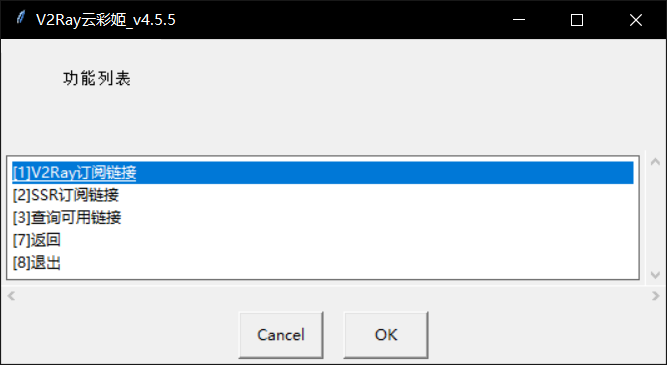 V2Ray云彩姬_v4.5.5
功能列表
[1]V2Ray订阅链接
[2]SSR订阅链接
[3]查询可用链接
[7]返回
[8]退出
Cancel OK